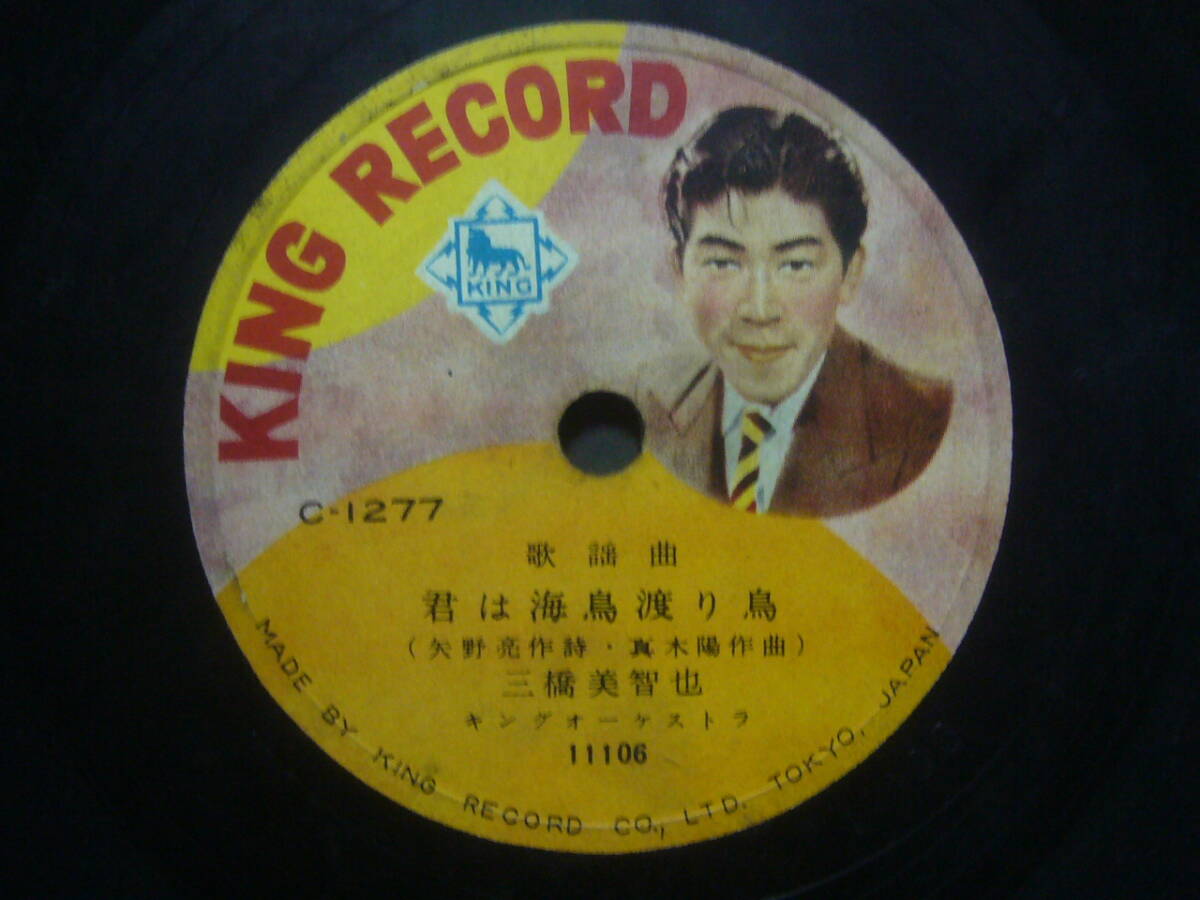 KING RECORD
KING
C-1277
歌謡曲
君は海鳥渡り鳥
(矢野亮作詩・真木陽作曲)
三橋美智也
キングオーケストラ
11106
MADE BY KING RECORD CO., LTD. TOKYO, JAPAN